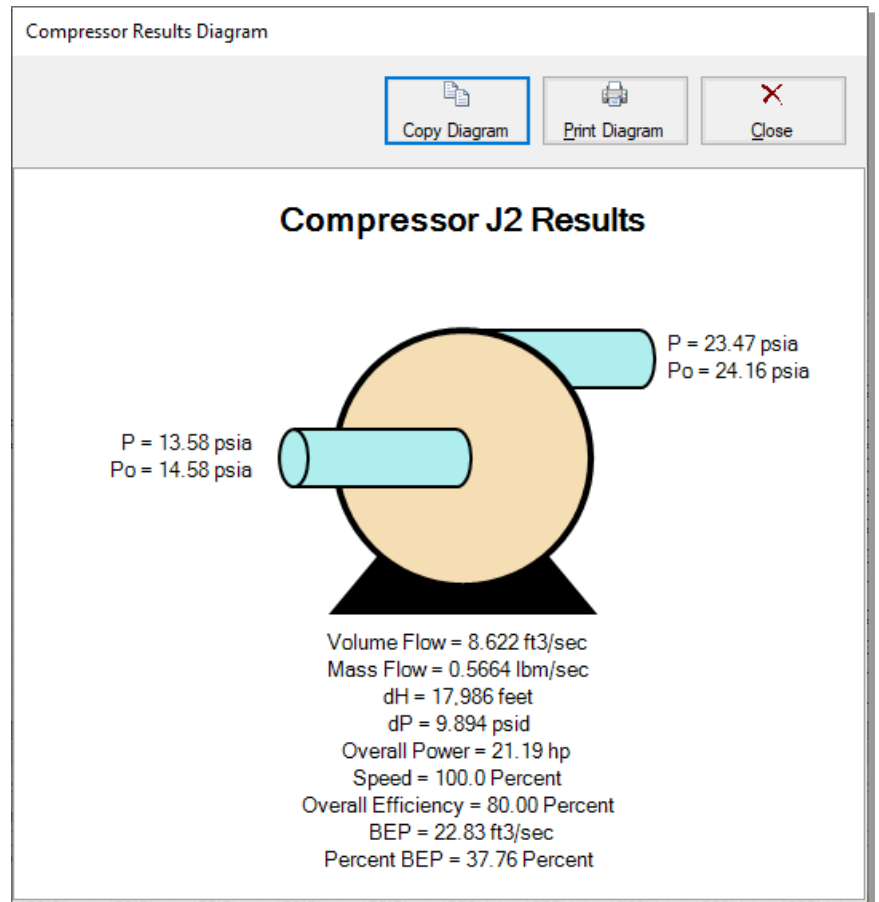 Compressor Results Diagram
Copy Diagram
Print Diagram
Close
Compressor J2 Results
P = 23.47 psia
Po = 24.16 psia
P = 13.58 psia
Po = 14.58 psia
Volume Flow = 8.622 ft3/sec
Mass Flow = 0.5664 lbm/sec
dH = 17,986 feet
dP = 9.894 psid
Overall Power = 21.19 hp
Speed = 100.0 Percent
Overall Efficiency = 80.00 Percent
BEP = 22.83 ft3/sec
Percent BEP = 37.76 Percent